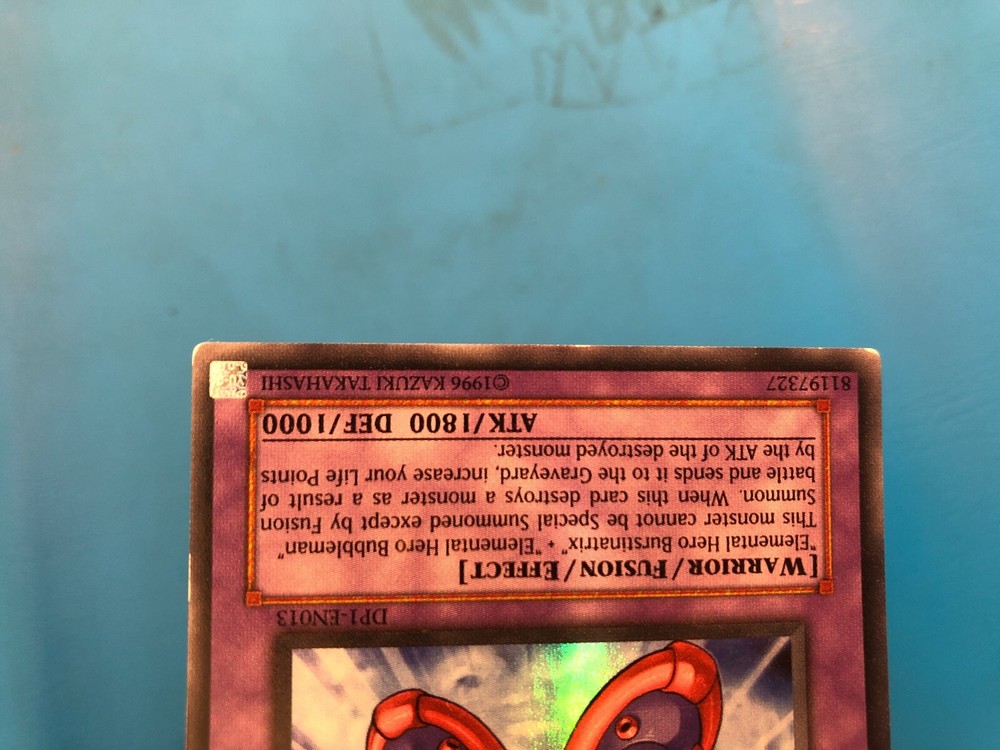 DP1-EN013
[WARRIOR/FUSION/EFFECT]
"Elemental Hero Burstinatrix" + "Elemental Hero Bubbleman"
This monster cannot be Special Summoned except by Fusion
Summon. When this card destroys a monster as a result of
battle and sends it to the Graveyard, increase your Life Points
by the ATK of the destroyed monster.
ATK/1800 DEF/1000
81197327 ©1996 KAZUKI TAKAHASHI